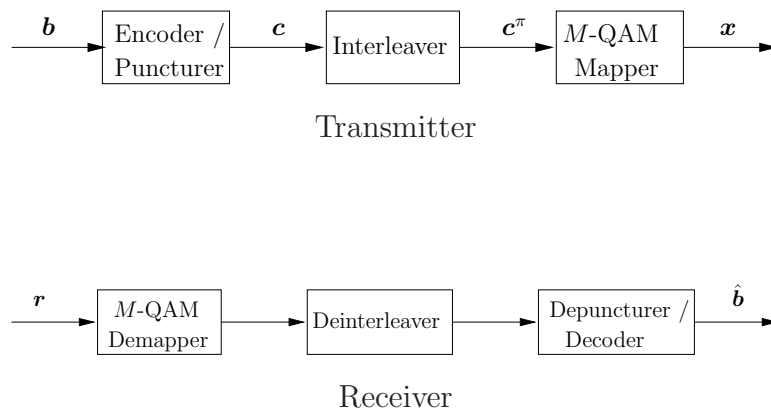 b
Encoder /
Puncturer
c
Interleaver
c^π
M-QAM
Mapper
x
Transmitter
r
M-QAM
Demapper
Deinterleaver
Depuncturer /
Decoder
b̂
Receiver